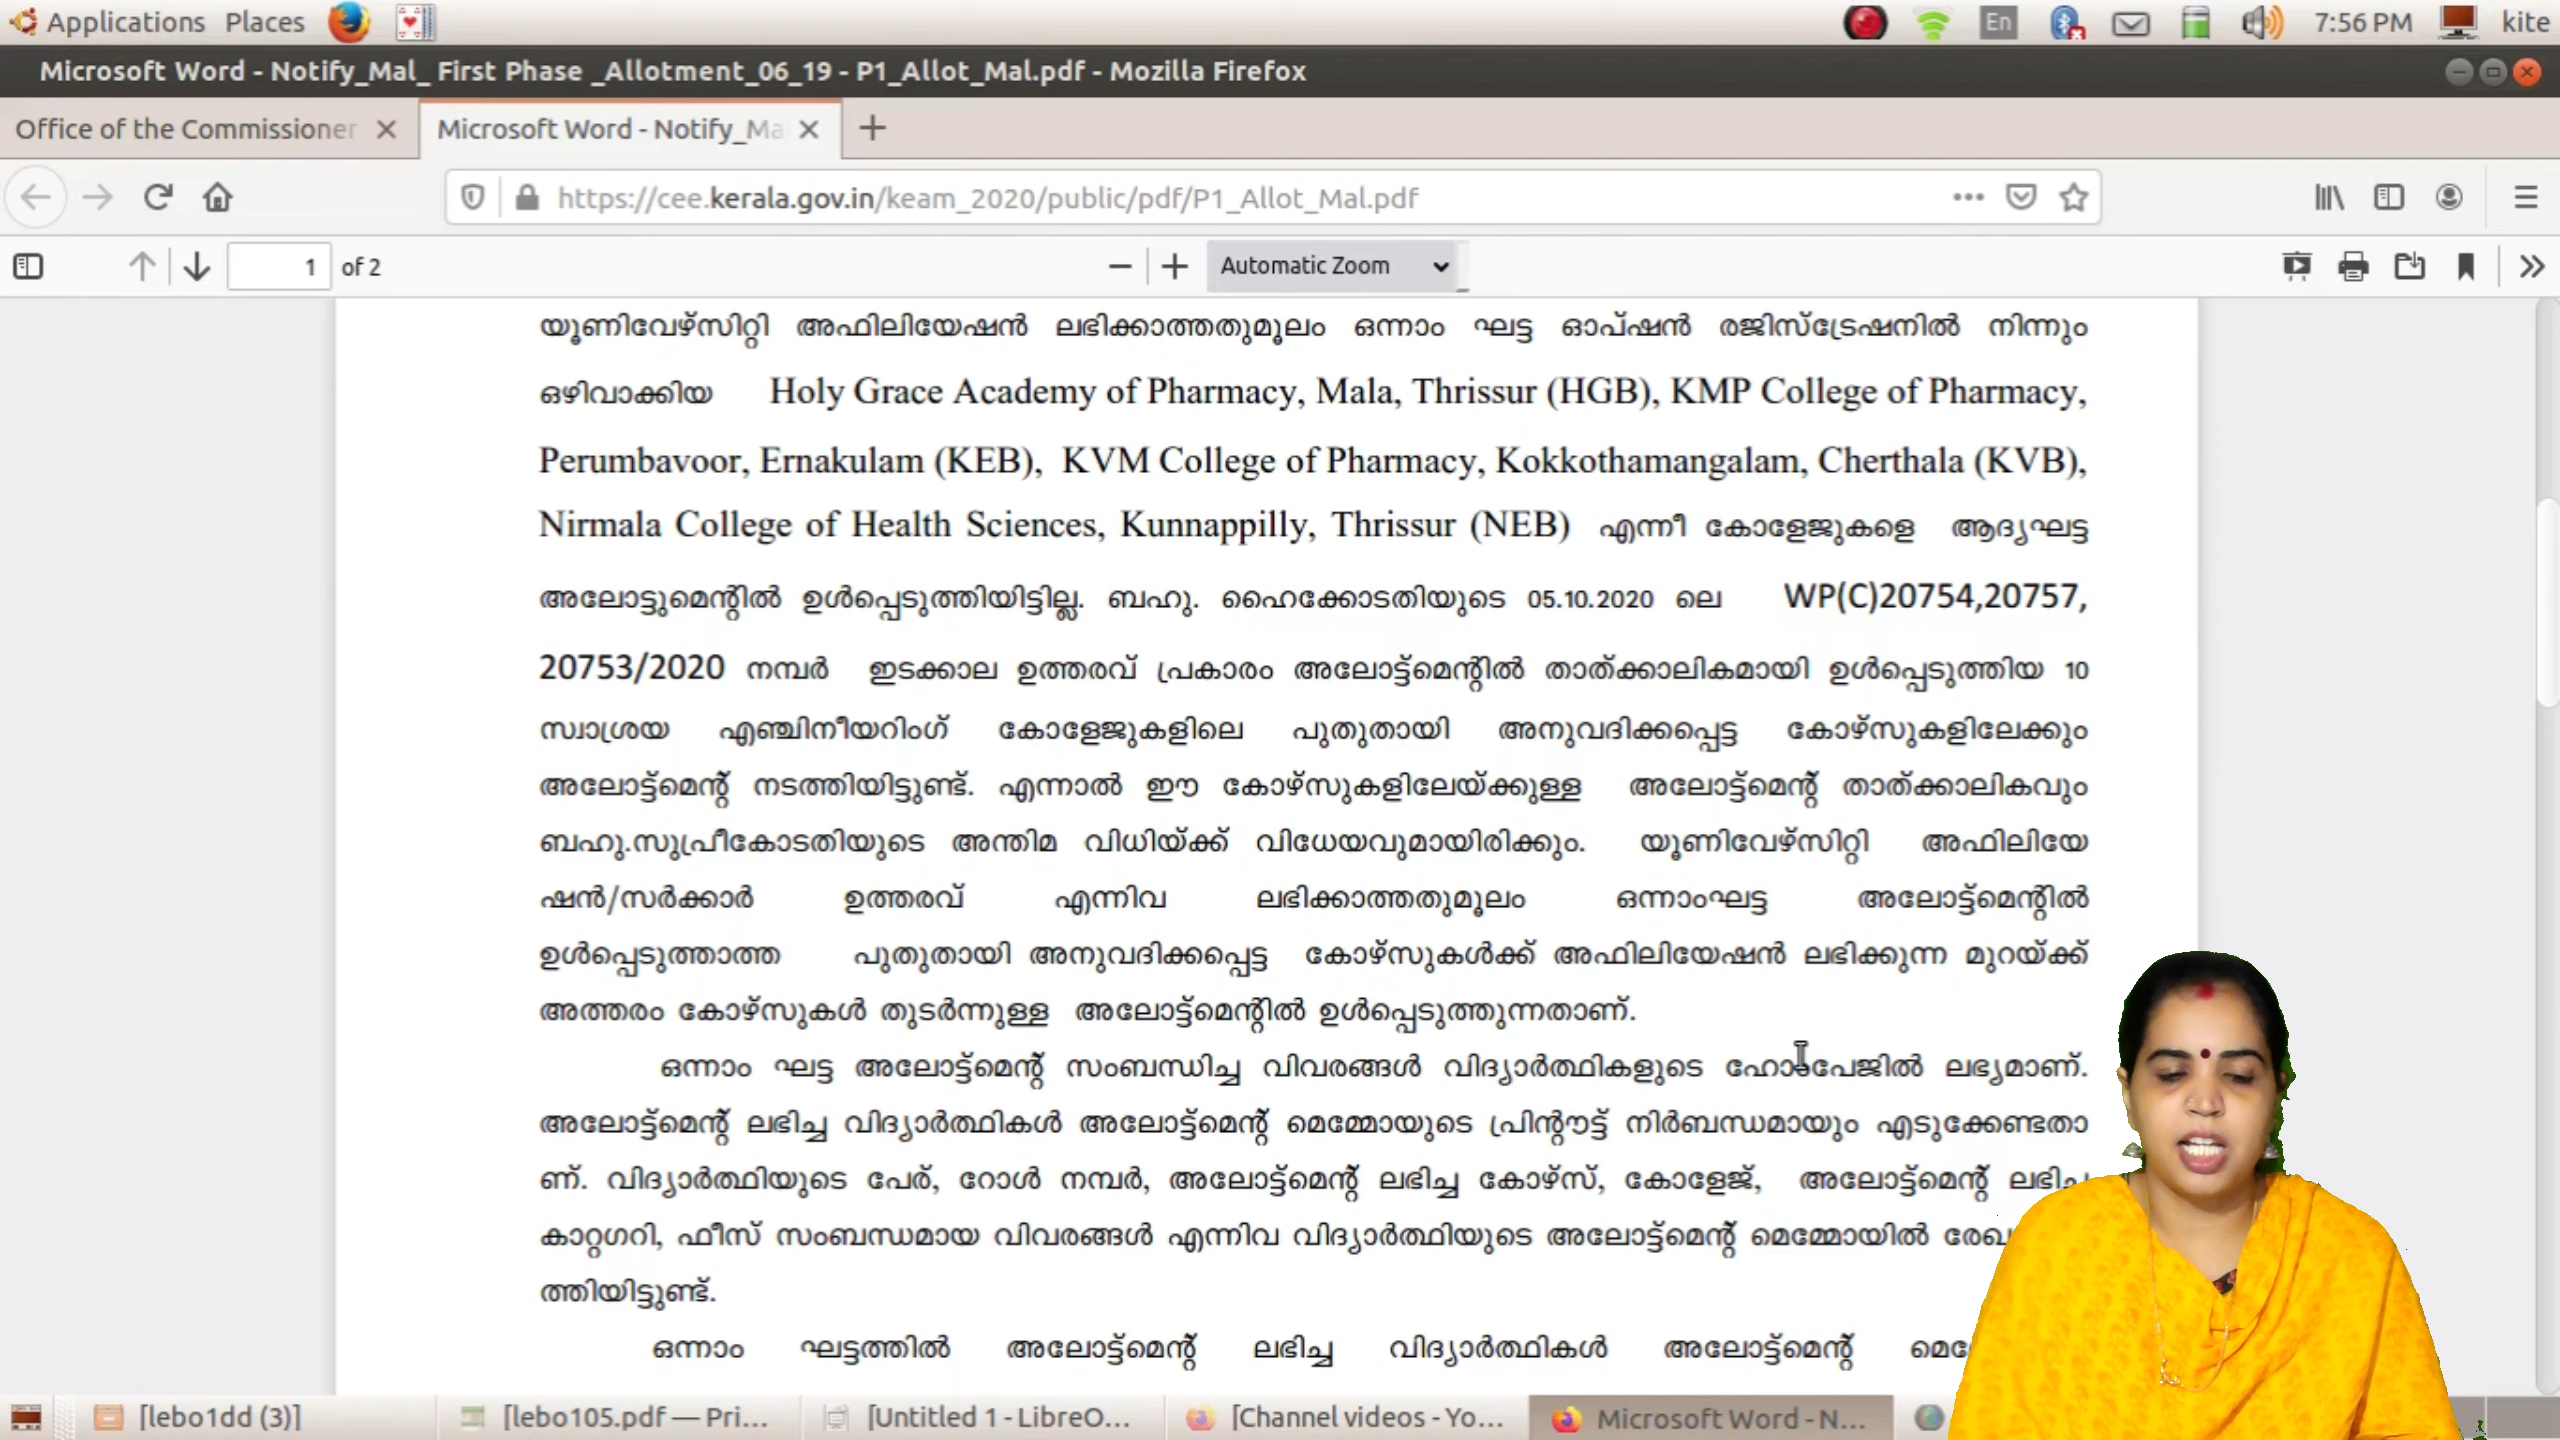 Applications Places En 7:56 PM kite
Microsoft Word - Notify_Mal_ First Phase _Allotment_06_19 - P1_Allot_Mal.pdf - Mozilla Firefox
Office of the Commissioner Microsoft Word - Notify_Ma
https://cee.kerala.gov.in/keam_2020/public/pdf/P1_Allot_Mal.pdf
1 of 2 Automatic Zoom
യൂണിവേഴ്സിറ്റി അഫിലിയേഷൻ ലഭിക്കാത്തതുമൂലം ഒന്നാം ഘട്ട ഓപ്ഷൻ രജിസ്ട്രേഷനിൽ നിന്നും
ഒഴിവാക്കിയ Holy Grace Academy of Pharmacy, Mala, Thrissur (HGB), KMP College of Pharmacy,
Perumbavoor, Ernakulam (KEB), KVM College of Pharmacy, Kokkothamangalam, Cherthala (KVB),
Nirmala College of Health Sciences, Kunnappilly, Thrissur (NEB) എന്നീ കോളേജുകളെ ആദ്യഘട്ട
അലോട്ടുമെന്റിൽ ഉൾപ്പെടുത്തിയിട്ടില്ല. ബഹു. ഹൈക്കോടതിയുടെ 05.10.2020 ലെ WP(C)20754,20757,
20753/2020 നമ്പർ ഇടക്കാല ഉത്തരവ് പ്രകാരം അലോട്ട്മെന്റിൽ താത്ക്കാലികമായി ഉൾപ്പെടുത്തിയ 10
സ്വാശ്രയ എഞ്ചിനീയറിംഗ് കോളേജുകളിലെ പുതുതായി അനുവദിക്കപ്പെട്ട കോഴ്സുകളിലേക്കും
അലോട്ട്മെന്റ് നടത്തിയിട്ടുണ്ട്. എന്നാൽ ഈ കോഴ്സുകളിലേയ്ക്കുള്ള അലോട്ട്മെന്റ് താത്ക്കാലികവും
ബഹു.സുപ്രീകോടതിയുടെ അന്തിമ വിധിയ്ക്ക് വിധേയവുമായിരിക്കും. യൂണിവേഴ്സിറ്റി അഫിലിയേ
ഷൻ/സർക്കാർ ഉത്തരവ് എന്നിവ ലഭിക്കാത്തതുമൂലം ഒന്നാംഘട്ട അലോട്ട്മെന്റിൽ
ഉൾപ്പെടുത്താത്ത പുതുതായി അനുവദിക്കപ്പെട്ട കോഴ്സുകൾക്ക് അഫിലിയേഷൻ ലഭിക്കുന്ന മുറയ്ക്ക്
അത്തരം കോഴ്സുകൾ തുടർന്നുള്ള അലോട്ട്മെന്റിൽ ഉൾപ്പെടുത്തുന്നതാണ്.
ഒന്നാം ഘട്ട അലോട്ട്മെന്റ് സംബന്ധിച്ച വിവരങ്ങൾ വിദ്യാർത്ഥികളുടെ ഹോംപേജിൽ ലഭ്യമാണ്.
അലോട്ട്മെന്റ് ലഭിച്ച വിദ്യാർത്ഥികൾ അലോട്ട്മെന്റ് മെമ്മോയുടെ പ്രിന്റൗട്ട് നിർബന്ധമായും എടുക്കേണ്ടതാ
ണ്. വിദ്യാർത്ഥിയുടെ പേര്, റോൾ നമ്പർ, അലോട്ട്മെന്റ് ലഭിച്ച കോഴ്സ്, കോളേജ്, അലോട്ട്മെന്റ് ലഭിച്ച
കാറ്റഗറി, ഫീസ് സംബന്ധമായ വിവരങ്ങൾ എന്നിവ വിദ്യാർത്ഥിയുടെ അലോട്ട്മെന്റ് മെമ്മോയിൽ രേഖ
ത്തിയിട്ടുണ്ട്.
ഒന്നാം ഘട്ടത്തിൽ അലോട്ട്മെന്റ് ലഭിച്ച വിദ്യാർത്ഥികൾ അലോട്ട്മെന്റ്
[lebo1dd (3)] [lebo105.pdf — Pri... [Untitled 1 - LibreO... [Channel videos - Yo... Microsoft Word - N...